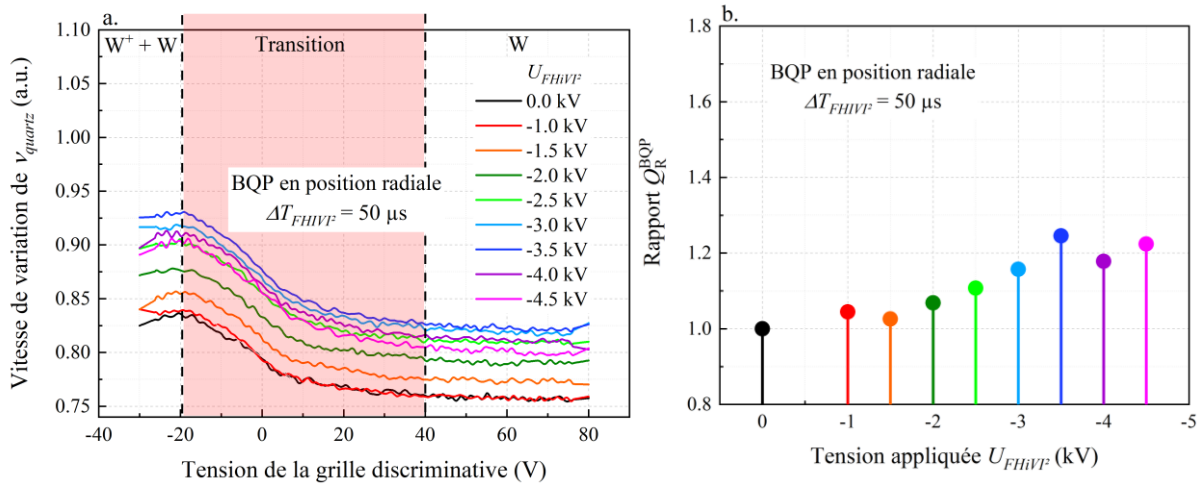 a.
W⁺ + W
Transition
W
U_FHiVI²
0.0 kV
-1.0 kV
-1.5 kV
-2.0 kV
-2.5 kV
-3.0 kV
-3.5 kV
-4.0 kV
-4.5 kV
BQP en position radiale
ΔT_FHIVI² = 50 µs
Vitesse de variation de ν_quartz (a.u.)
1.10
1.05
1.00
0.95
0.90
0.85
0.80
0.75
-40 -20 0 20 40 60 80
Tension de la grille discriminative (V)
b.
BQP en position radiale
ΔT_FHIVI² = 50 µs
Rapport Q_R^BQP
1.8
1.6
1.4
1.2
1.0
0.8
0 -1 -2 -3 -4 -5
Tension appliquée U_FHiVI² (kV)